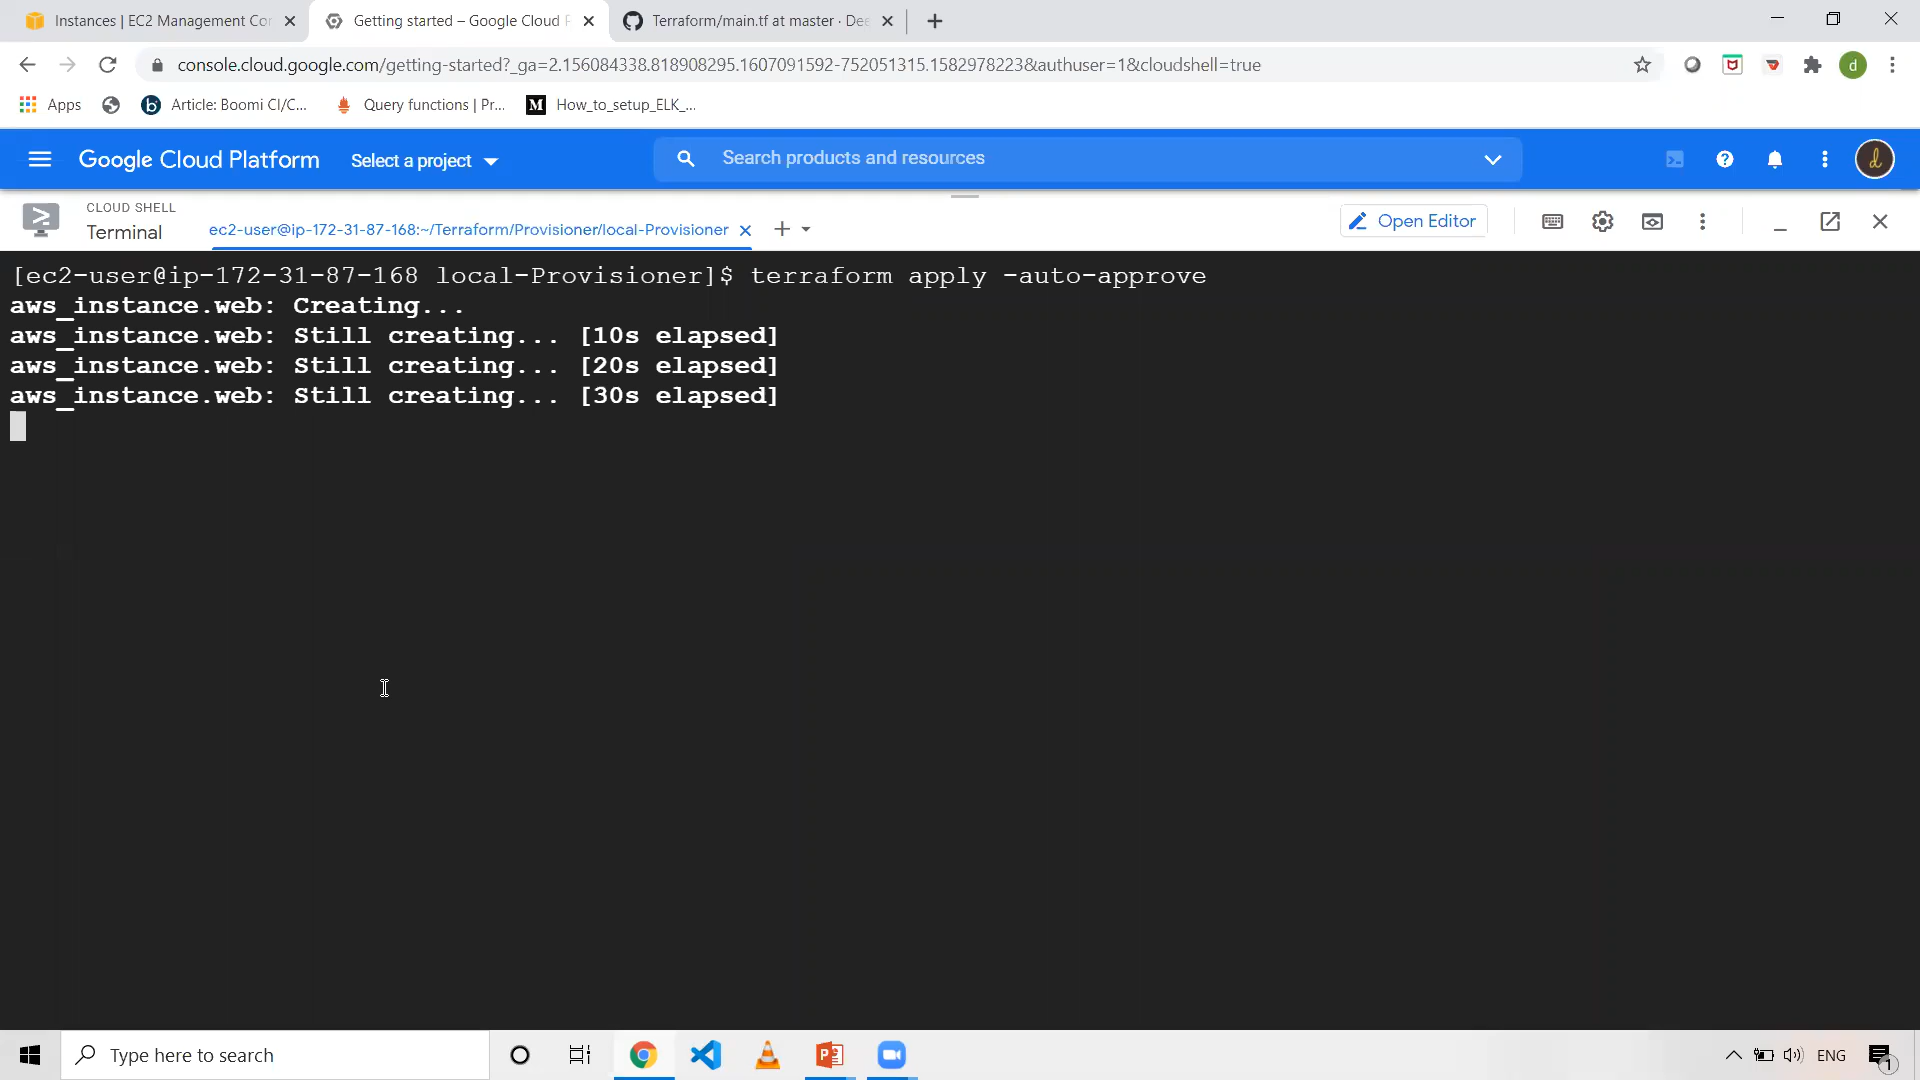 Instances | EC2 Management Cor
Getting started – Google Cloud P
Terraform/main.tf at master · Dee
console.cloud.google.com/getting-started?_ga=2.156084338.818908295.1607091592-752051315.1582978223&authuser=1&cloudshell=true
d
Apps
b
Article: Boomi CI/C...
Query functions | Pr...
M
How_to_setup_ELK_...
Google Cloud Platform
Select a project
Search products and resources
d
CLOUD SHELL
Terminal
ec2-user@ip-172-31-87-168:~/Terraform/Provisioner/local-Provisioner
Open Editor
[ec2-user@ip-172-31-87-168 local-Provisioner]$ terraform apply -auto-approve
aws_instance.web: Creating...
aws_instance.web: Still creating... [10s elapsed]
aws_instance.web: Still creating... [20s elapsed]
aws_instance.web: Still creating... [30s elapsed]
Type here to search
ENG
1